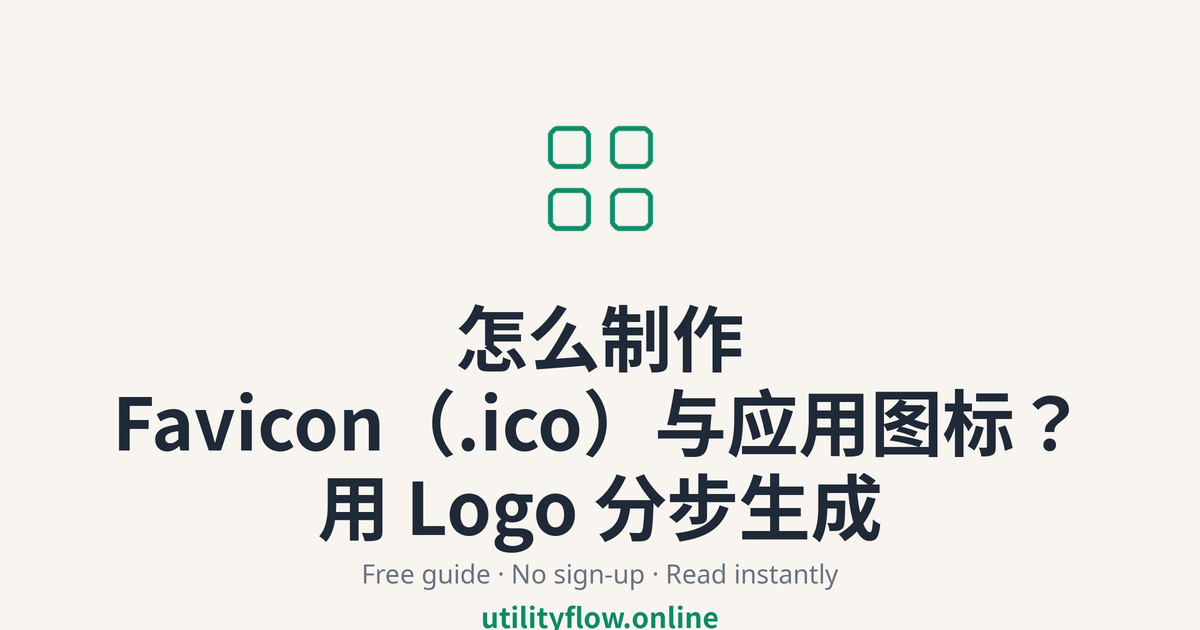 怎么制作
Favicon（.ico）与应用图标？
用 Logo 分步生成
Free guide · No sign-up · Read instantly
utilityflow.online